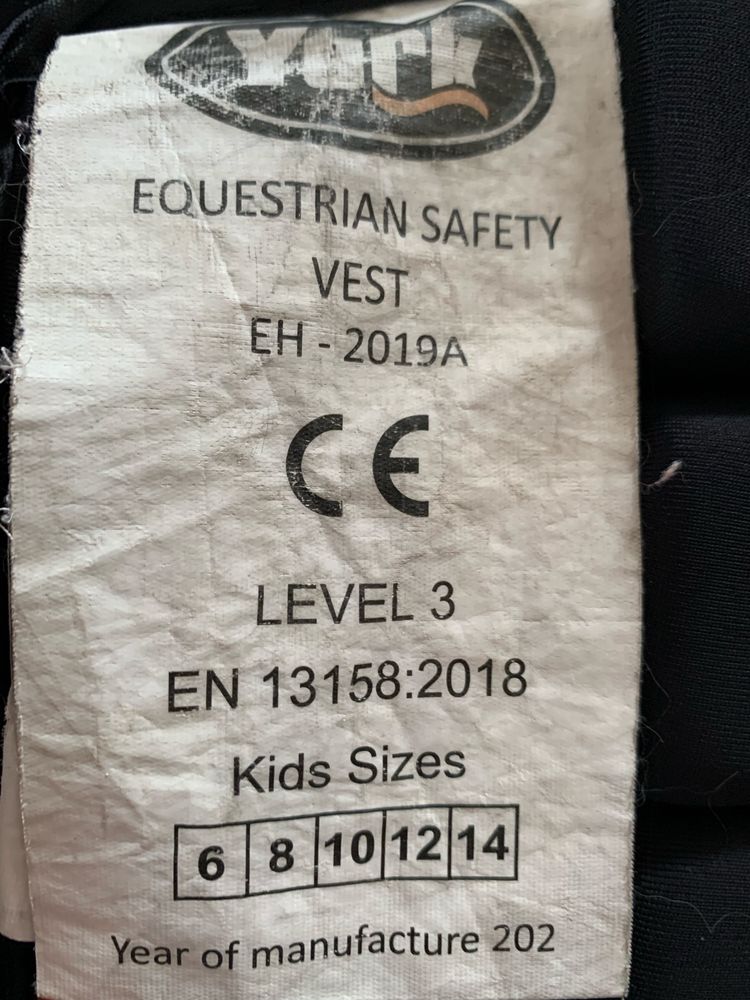 York
EQUESTRIAN SAFETY
VEST
EH - 2019A
CE
LEVEL 3
EN 13158:2018
Kids Sizes
6 8 10 12 14
Year of manufacture 202